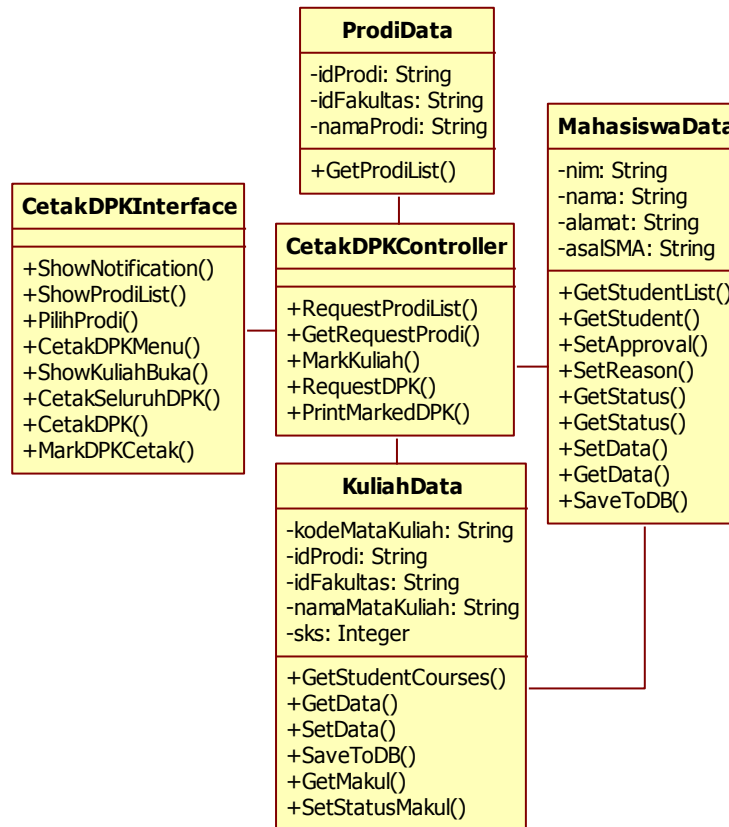 ProdiData
-idProdi: String
-idFakultas: String
-namaProdi: String
+GetProdiList()
MahasiswaData
-nim: String
-nama: String
-alamat: String
-asalSMA: String
+GetStudentList()
+GetStudent()
+SetApproval()
+SetReason()
+GetStatus()
+GetStatus()
+SetData()
+GetData()
+SaveToDB()
CetakDPKInterface
+ShowNotification()
+ShowProdiList()
+PilihProdi()
+CetakDPKMenu()
+ShowKuliahBuka()
+CetakSeluruhDPK()
+CetakDPK()
+MarkDPKCetak()
CetakDPKController
+RequestProdiList()
+GetRequestProdi()
+MarkKuliah()
+RequestDPK()
+PrintMarkedDPK()
KuliahData
-kodeMataKuliah: String
-idProdi: String
-idFakultas: String
-namaMataKuliah: String
-sks: Integer
+GetStudentCourses()
+GetData()
+SetData()
+SaveToDB()
+GetMakul()
+SetStatusMakul()